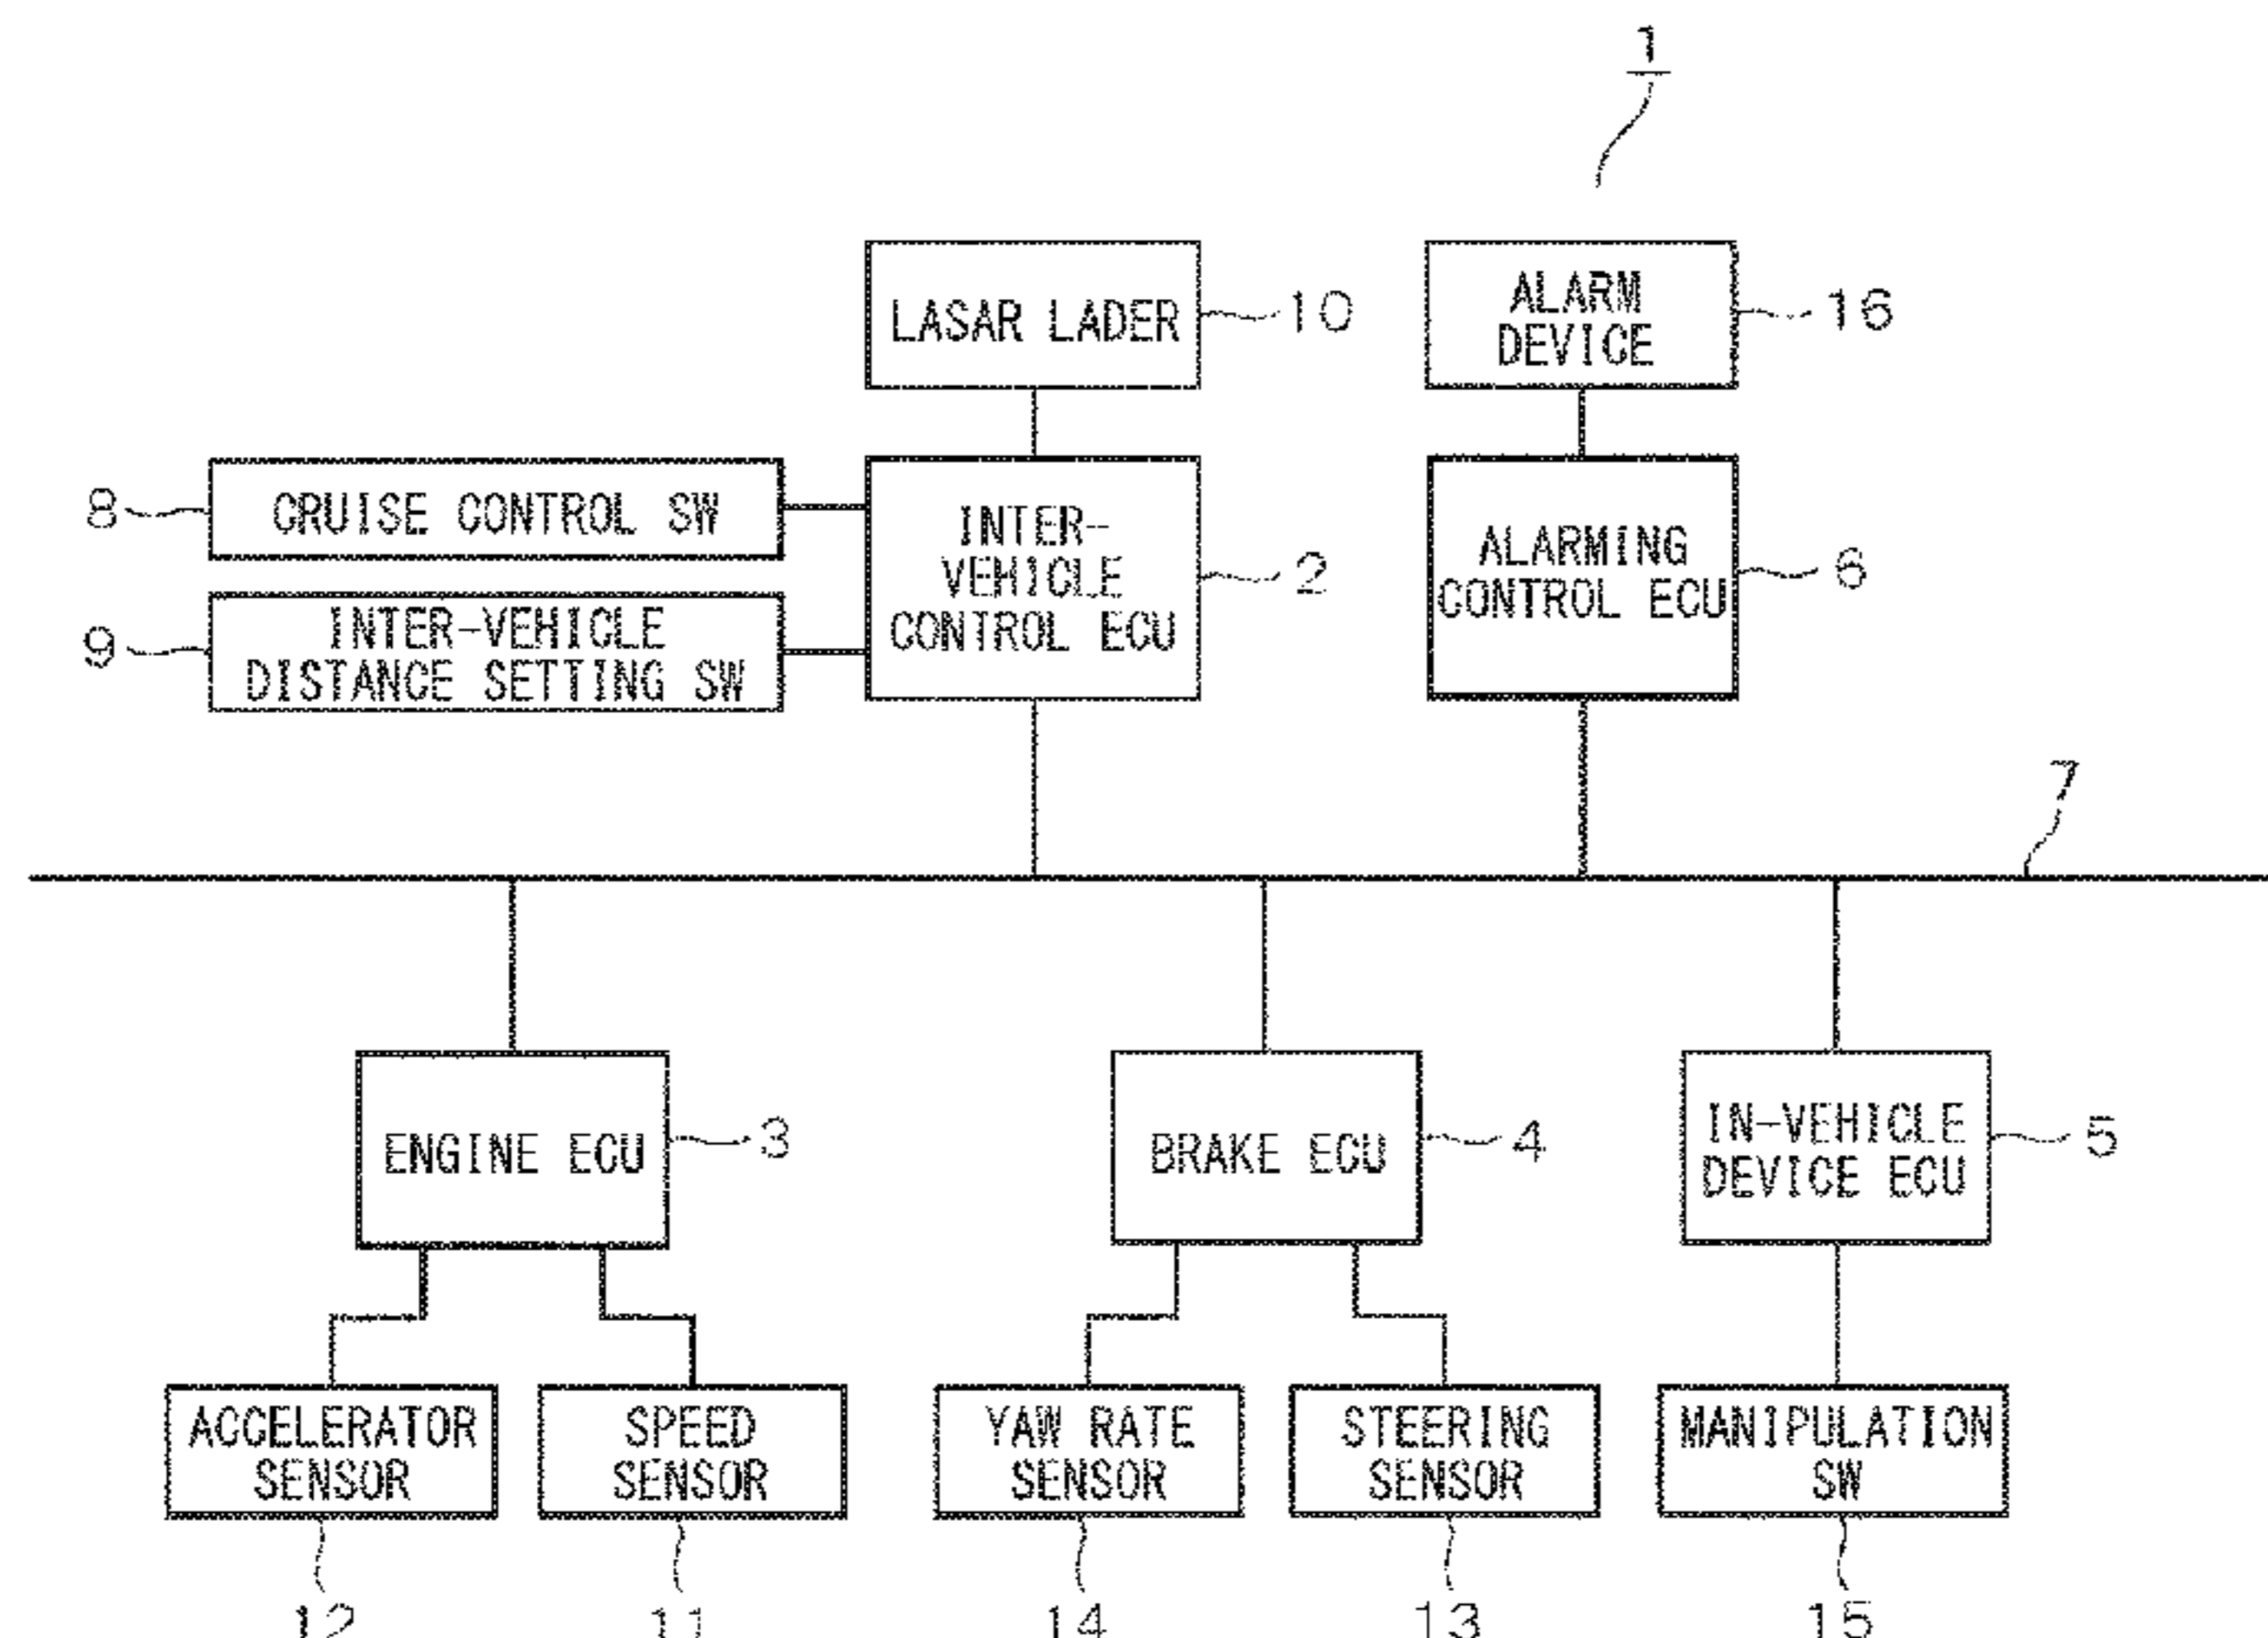 1
LASAR LADER
10
ALARM
DEVICE
16
8
CRUISE CONTROL SW
INTER-
VEHICLE
CONTROL ECU
2
ALARMING
CONTROL ECU
6
9
INTER-VEHICLE
DISTANCE SETTING SW
7
ENGINE ECU
3
BRAKE ECU
4
IN-VEHICLE
DEVICE ECU
5
ACCELERATOR
SENSOR
SPEED
SENSOR
YAW RATE
SENSOR
STEERING
SENSOR
MANIPULATION
SW
12
11
14
13
15